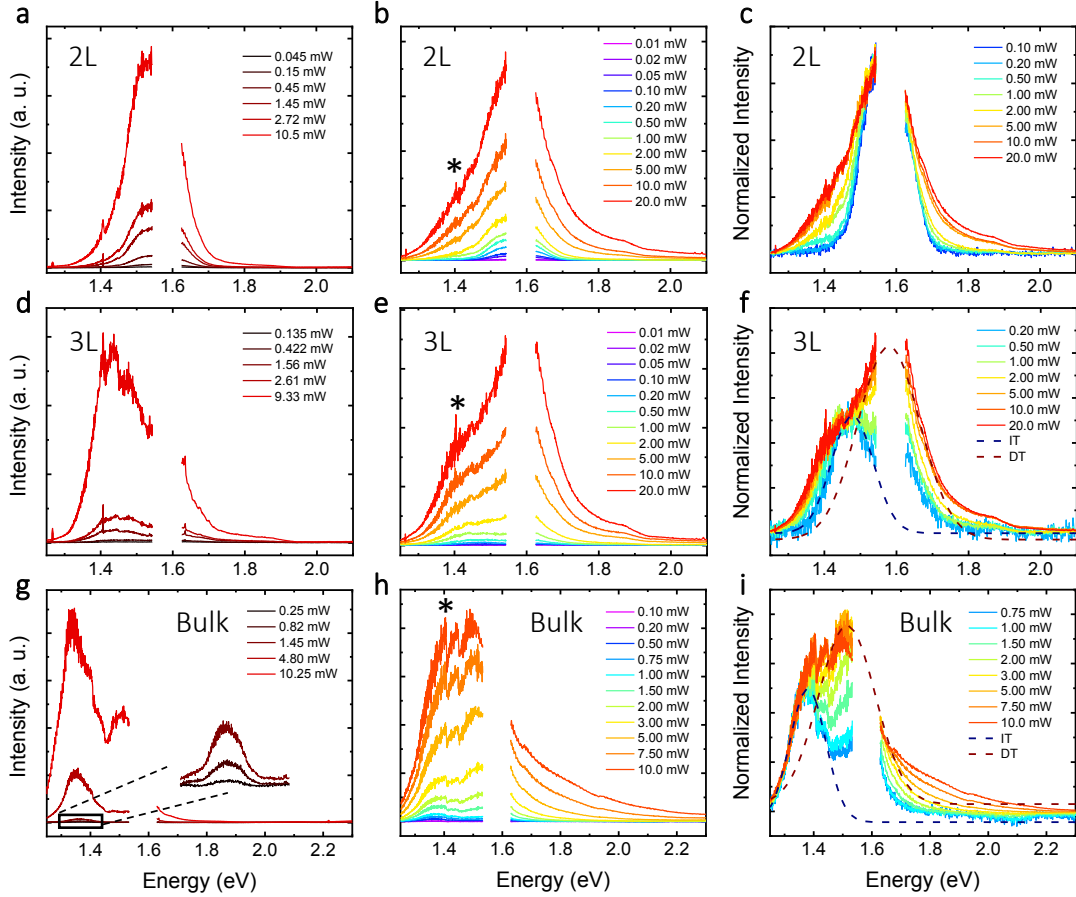 a
2L
0.045 mW
0.15 mW
0.45 mW
1.45 mW
2.72 mW
10.5 mW
Intensity (a. u.)
1.4 1.6 1.8 2.0
b
2L
0.01 mW
0.02 mW
0.05 mW
0.10 mW
0.20 mW
0.50 mW
1.00 mW
2.00 mW
5.00 mW
10.0 mW
20.0 mW
*
1.4 1.6 1.8 2.0
c
2L
0.10 mW
0.20 mW
0.50 mW
1.00 mW
2.00 mW
5.00 mW
10.0 mW
20.0 mW
Normalized Intensity
1.4 1.6 1.8 2.0
d
3L
0.135 mW
0.422 mW
1.56 mW
2.61 mW
9.33 mW
Intensity (a. u.)
1.4 1.6 1.8 2.0
e
3L
0.01 mW
0.02 mW
0.05 mW
0.10 mW
0.20 mW
0.50 mW
1.00 mW
2.00 mW
5.00 mW
10.0 mW
20.0 mW
*
1.4 1.6 1.8 2.0
f
3L
0.20 mW
0.50 mW
1.00 mW
2.00 mW
5.00 mW
10.0 mW
20.0 mW
IT
DT
Normalized Intensity
1.4 1.6 1.8 2.0
g
Bulk
0.25 mW
0.82 mW
1.45 mW
4.80 mW
10.25 mW
Intensity (a. u.)
1.4 1.6 1.8 2.0 2.2
Energy (eV)
h
Bulk
0.10 mW
0.20 mW
0.50 mW
0.75 mW
1.00 mW
1.50 mW
2.00 mW
3.00 mW
5.00 mW
7.50 mW
10.0 mW
*
1.4 1.6 1.8 2.0 2.2
Energy (eV)
i
Bulk
0.75 mW
1.00 mW
1.50 mW
2.00 mW
3.00 mW
5.00 mW
7.50 mW
10.0 mW
IT
DT
Normalized Intensity
1.4 1.6 1.8 2.0 2.2
Energy (eV)